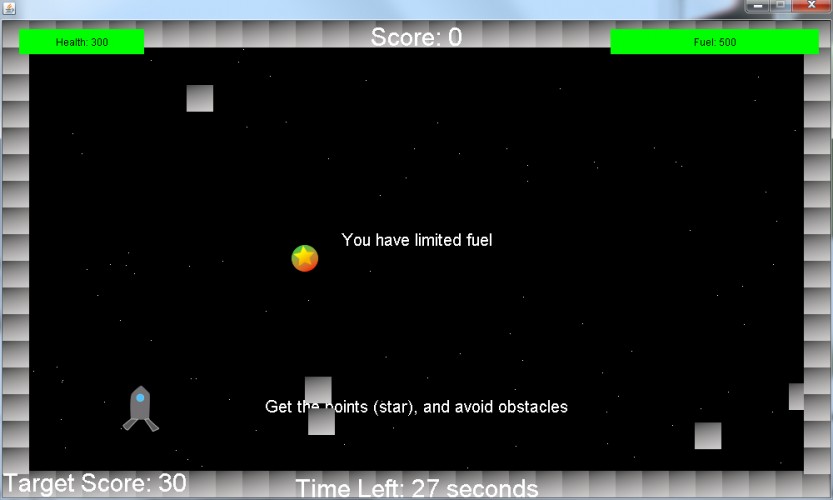 Health: 300
Score: 0
Fuel: 500
You have limited fuel
Get the points (star), and avoid obstacles
Target Score: 30
Time Left: 27 seconds